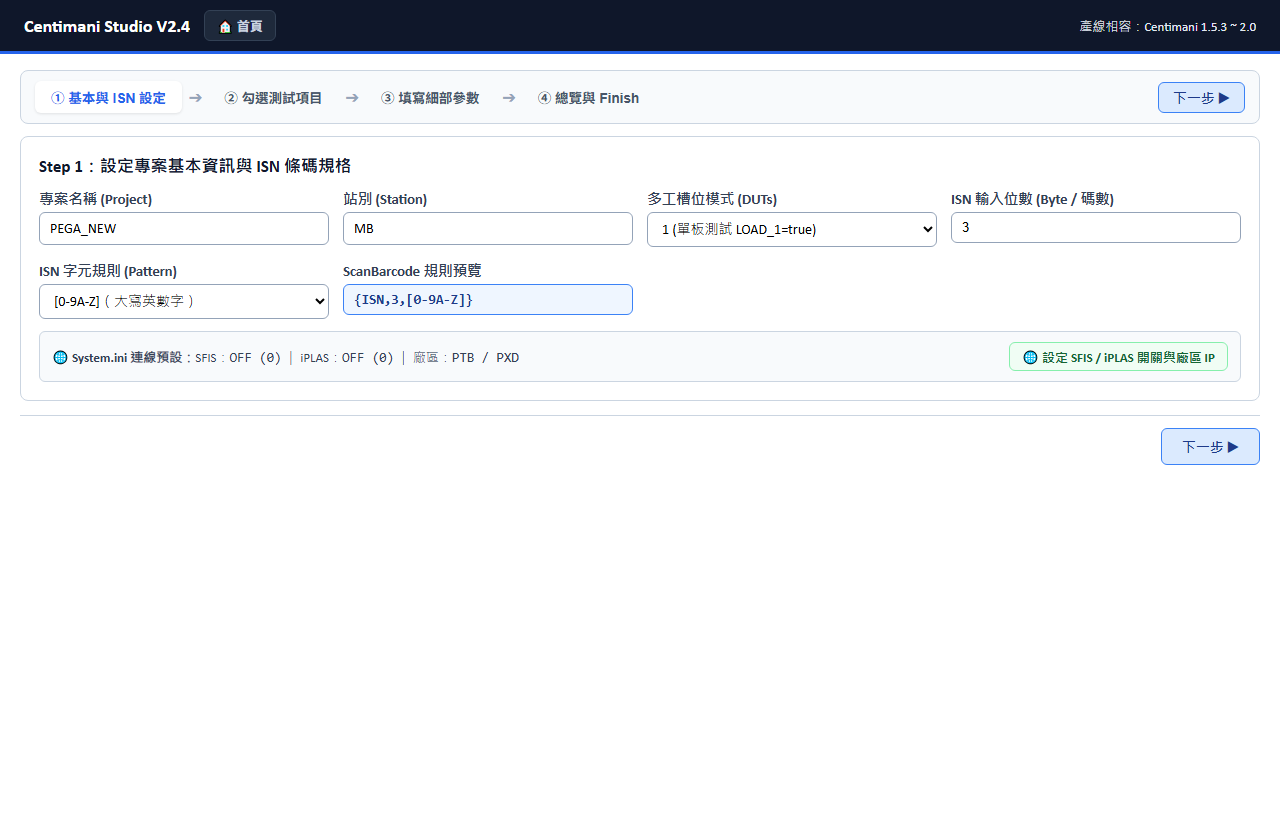 Centimani Studio V2.4
🏠 首頁
產線相容：Centimani 1.5.3 ~ 2.0
① 基本與 ISN 設定 → ② 勾選測試項目 → ③ 填寫細部參數 → ④ 總覽與 Finish
下一步 ▶
Step 1：設定專案基本資訊與 ISN 條碼規格
專案名稱 (Project)
PEGA_NEW
站別 (Station)
MB
多工槽位模式 (DUTs)
1 (單板測試 LOAD_1=true)
ISN 輸入位數 (Byte / 碼數)
3
ISN 字元規則 (Pattern)
[0-9A-Z]（大寫英數字）
ScanBarcode 規則預覽
{ISN,3,[0-9A-Z]}
🌐 System.ini 連線預設：SFIS：OFF (0) | iPLAS：OFF (0) | 廠區：PTB / PXD
🌐 設定 SFIS / iPLAS 開關與廠區 IP
下一步 ▶